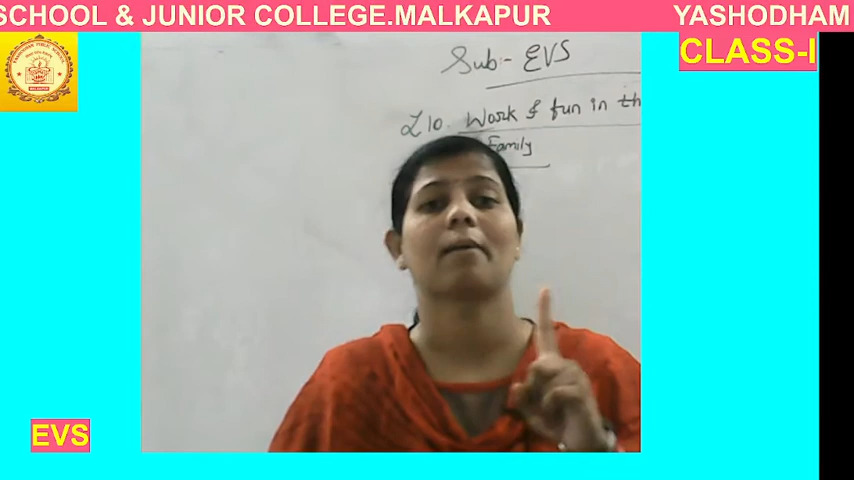 SCHOOL & JUNIOR COLLEGE.MALKAPUR YASHODHAM
CLASS-I
Sub:- EVS
L10. Work & fun in th
Family
EVS